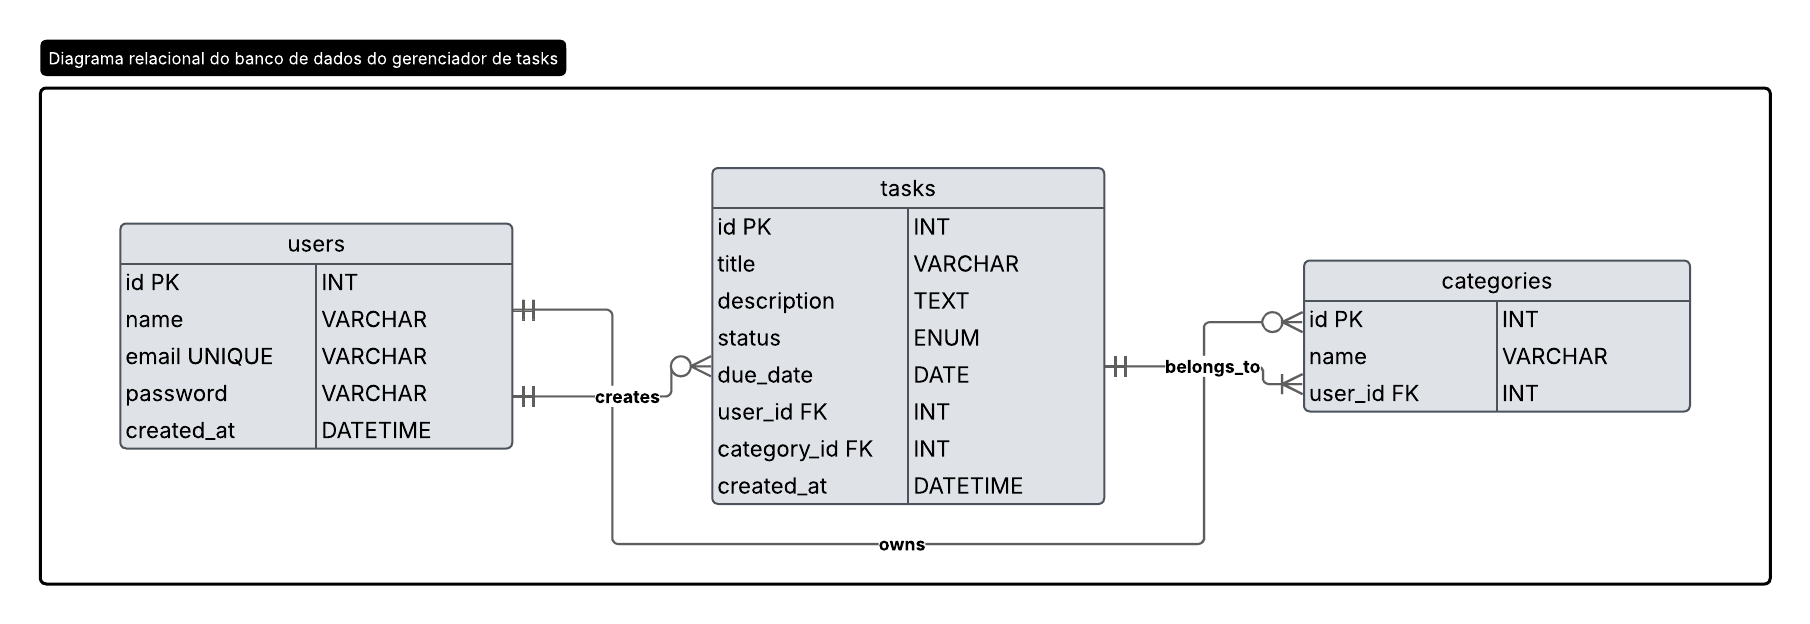 Diagrama relacional do banco de dados do gerenciador de tasks
users
id PK INT
name VARCHAR
email UNIQUE VARCHAR
password VARCHAR
created_at DATETIME
creates
tasks
id PK INT
title VARCHAR
description TEXT
status ENUM
due_date DATE
user_id FK INT
category_id FK INT
created_at DATETIME
belongs_to
categories
id PK INT
name VARCHAR
user_id FK INT
owns